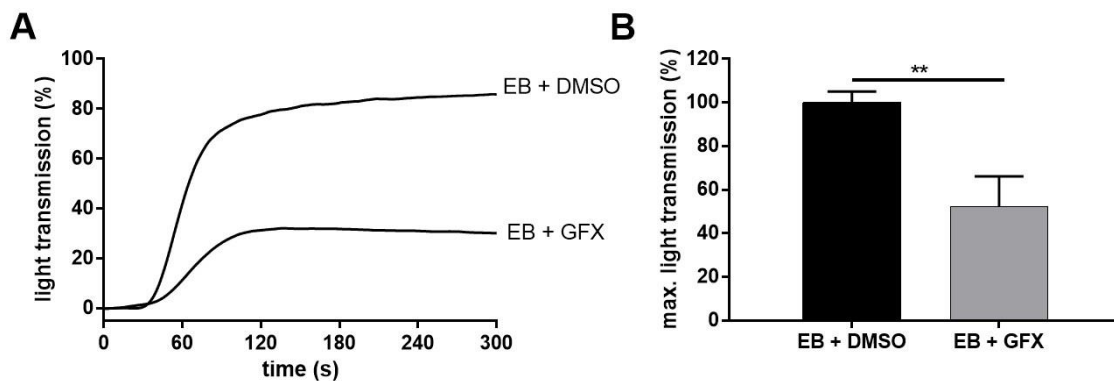 A
light transmission (%)
100
80
60
40
20
0
0 60 120 180 240 300
time (s)
EB + DMSO
EB + GFX
B
max. light transmission (%)
120
100
80
60
40
20
0
**
EB + DMSO EB + GFX